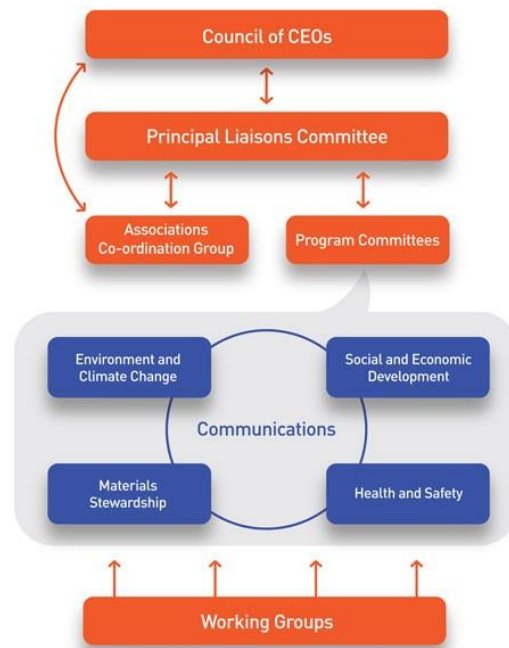 Council of CEOs
Principal Liaisons Committee
Associations
Co-ordination Group
Program Committees
Environment and
Climate Change
Social and Economic
Development
Communications
Materials
Stewardship
Health and Safety
Working Groups